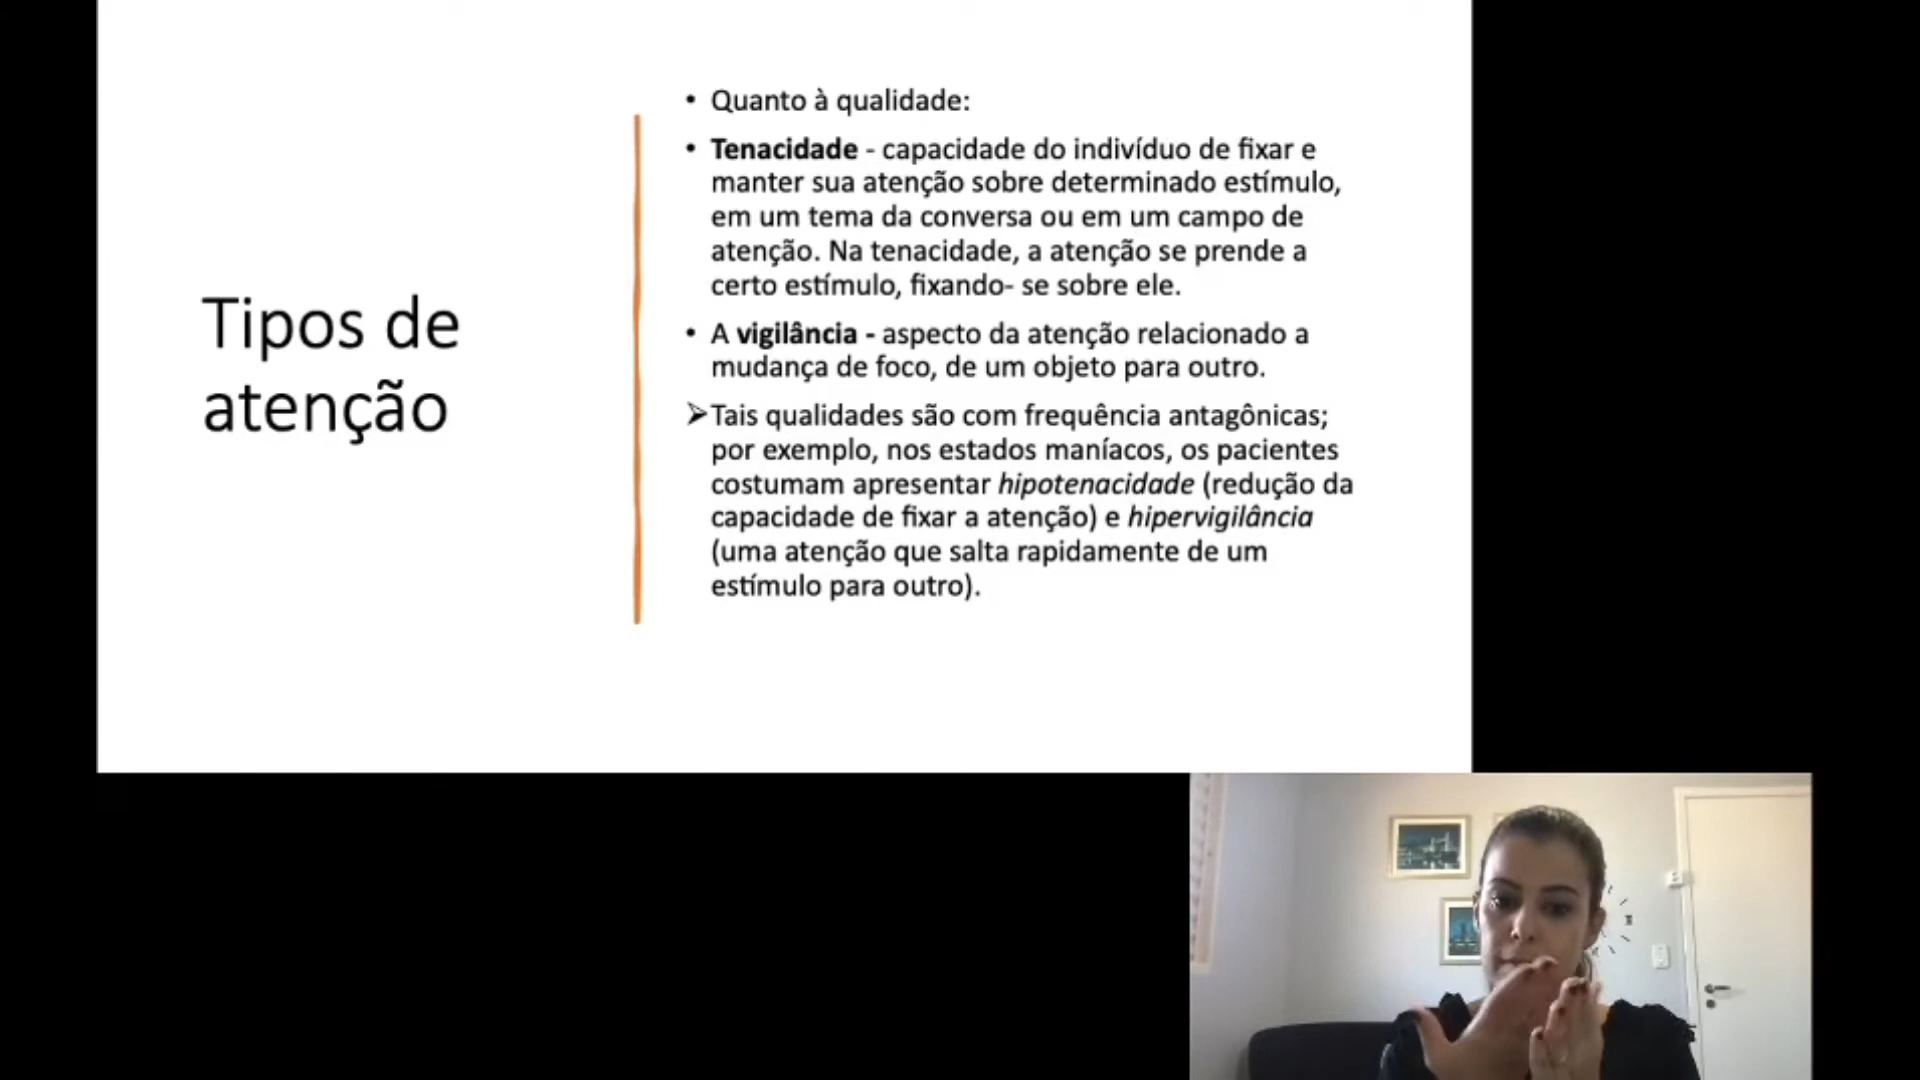 Tipos de
atenção
• Quanto à qualidade:
• Tenacidade - capacidade do indivíduo de fixar e
manter sua atenção sobre determinado estímulo,
em um tema da conversa ou em um campo de
atenção. Na tenacidade, a atenção se prende a
certo estímulo, fixando- se sobre ele.
• A vigilância - aspecto da atenção relacionado a
mudança de foco, de um objeto para outro.
➢Tais qualidades são com frequência antagônicas;
por exemplo, nos estados maníacos, os pacientes
costumam apresentar hipotenacidade (redução da
capacidade de fixar a atenção) e hipervigilância
(uma atenção que salta rapidamente de um
estímulo para outro).